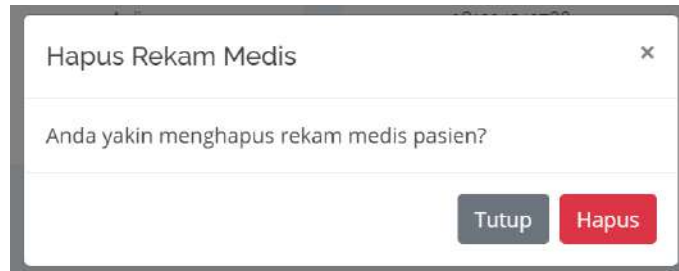 Hapus Rekam Medis ×
Anda yakin menghapus rekam medis pasien?
Tutup Hapus